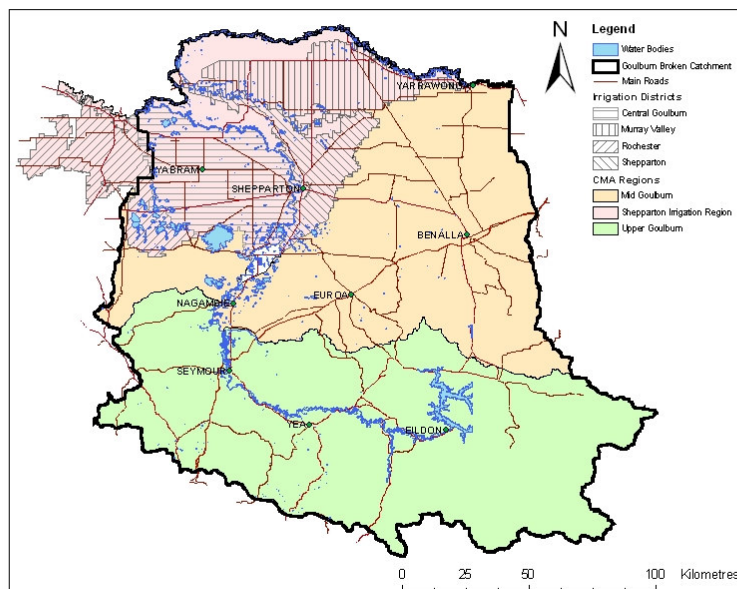 N
Legend
Water Bodies
Goulburn Broken Catchment
Main Roads
Irrigation Districts
Central Goulburn
Murray Valley
Rochester
Shepparton
CMA Regions
Mid Goulburn
Shepparton Irrigation Region
Upper Goulburn
YARRAWONGA
TYABRAM
SHEPPARTON
BENALLA
EUROA
NAGAMBIE
SEYMOUR
YEA
EILDON
0 25 50 100 Kilometres